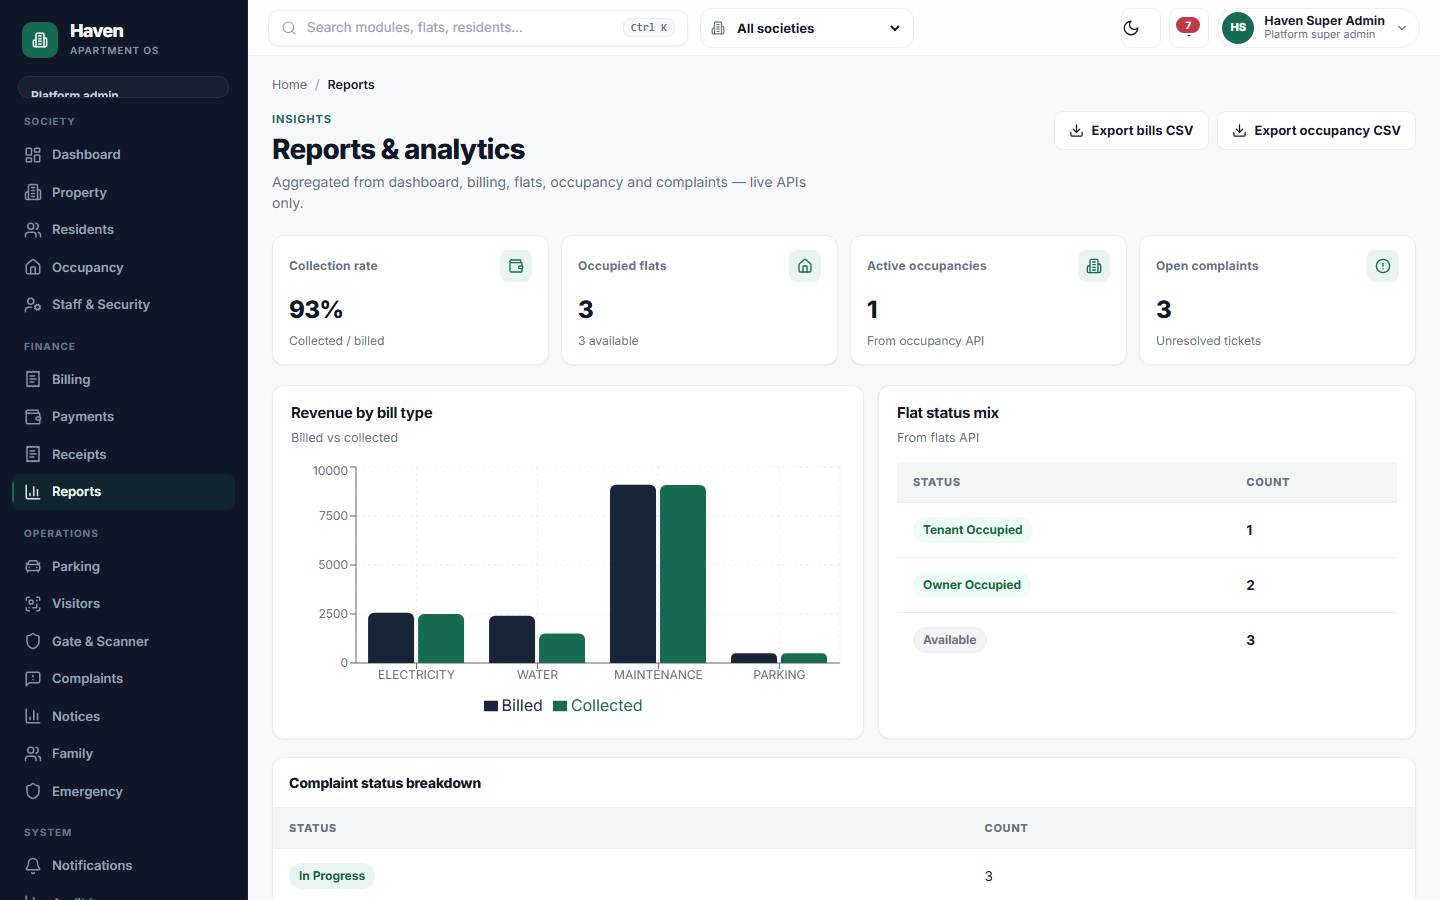 Haven
APARTMENT OS
Platform admin
SOCIETY
Dashboard
Property
Residents
Occupancy
Staff & Security
FINANCE
Billing
Payments
Receipts
Reports
OPERATIONS
Parking
Visitors
Gate & Scanner
Complaints
Notices
Family
Emergency
SYSTEM
Notifications
Search modules, flats, residents...
Ctrl K
All societies
7
HS
Haven Super Admin
Platform super admin
Home / Reports
INSIGHTS
Reports & analytics
Aggregated from dashboard, billing, flats, occupancy and complaints — live APIs
only.
Export bills CSV
Export occupancy CSV
Collection rate
93%
Collected / billed
Occupied flats
3
3 available
Active occupancies
1
From occupancy API
Open complaints
3
Unresolved tickets
Revenue by bill type
Billed vs collected
10000
7500
5000
2500
0
ELECTRICITY
WATER
MAINTENANCE
PARKING
Billed
Collected
Flat status mix
From flats API
STATUS COUNT
Tenant Occupied 1
Owner Occupied 2
Available 3
Complaint status breakdown
STATUS COUNT
In Progress 3